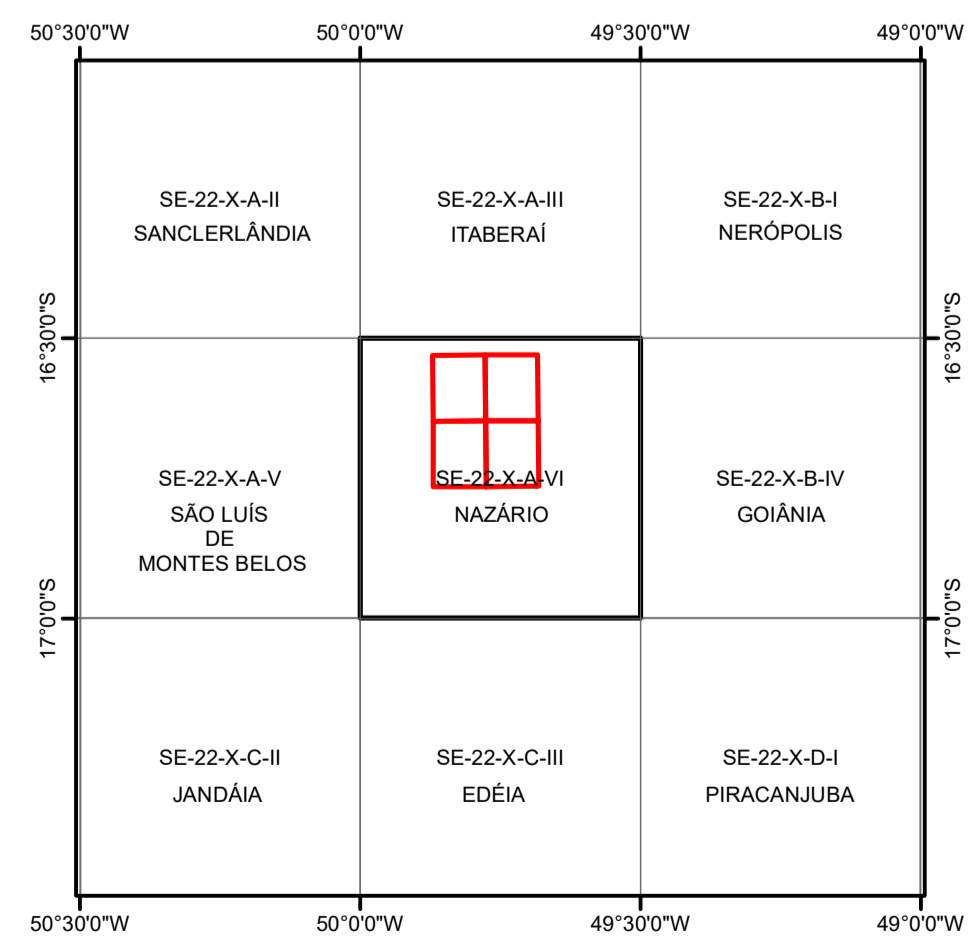 50°30'0"W 50°0'0"W 49°30'0"W 49°0'0"W
SE-22-X-A-II
SANCLERLÂNDIA
SE-22-X-A-III
ITABERAÍ
SE-22-X-B-I
NERÓPOLIS
16°30'0"S
16°30'0"S
SE-22-X-A-V
SÃO LUÍS
DE
MONTES BELOS
SE-22-X-A-VI
NAZÁRIO
SE-22-X-B-IV
GOIÂNIA
17°0'0"S
17°0'0"S
SE-22-X-C-II
JANDÁIA
SE-22-X-C-III
EDÉIA
SE-22-X-D-I
PIRACANJUBA
50°30'0"W 50°0'0"W 49°30'0"W 49°0'0"W